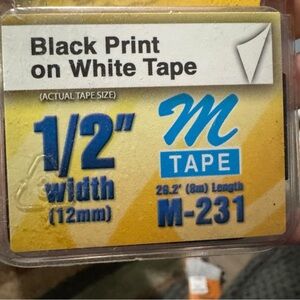 Black Print
on White Tape
(ACTUAL TAPE SIZE)
1/2"
width
(12mm)
M
TAPE
26.2' (8m) Length
M-231